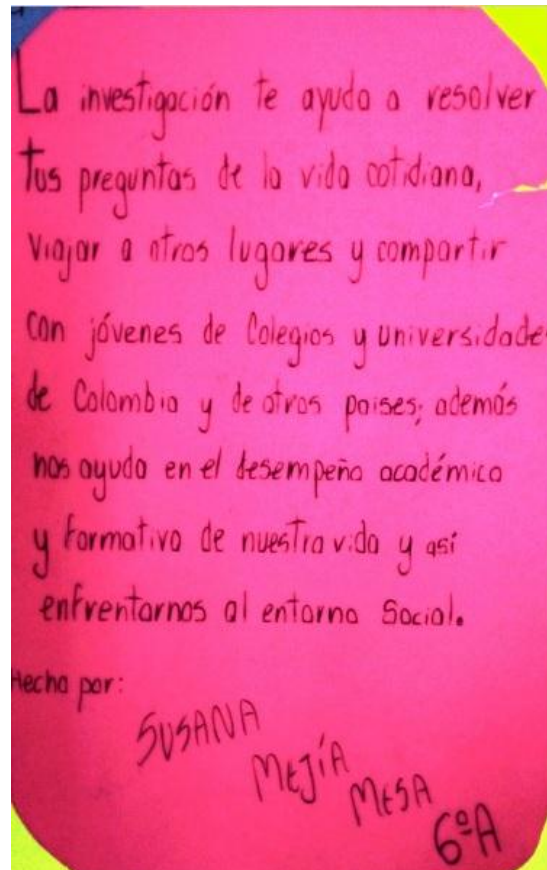 La investigación te ayuda a resolver
tus preguntas de la vida cotidiana,
viajar a otros lugares y compartir
con jóvenes de Colegios y universidades
de Colombia y de otros paises; además
nos ayuda en el desempeño académico
y formativo de nuestra vida y así
enfrentarnos al entorno Social.
Hecho por:
SUSANA
MEJÍA
MESA
6ºA